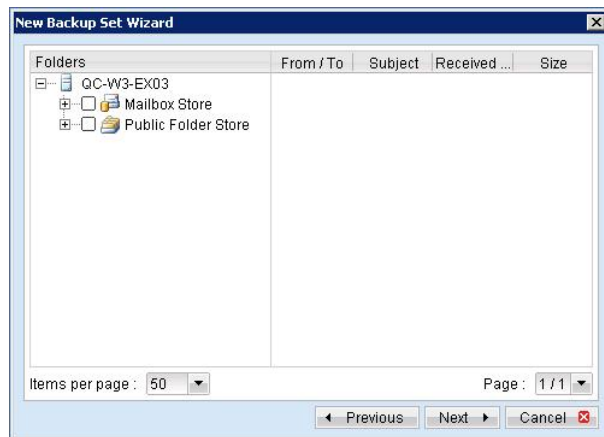 New Backup Set Wizard
Folders From / To Subject Received ... Size
QC-W3-EX03
Mailbox Store
Public Folder Store
Items per page : 50 Page : 1 / 1
Previous Next Cancel